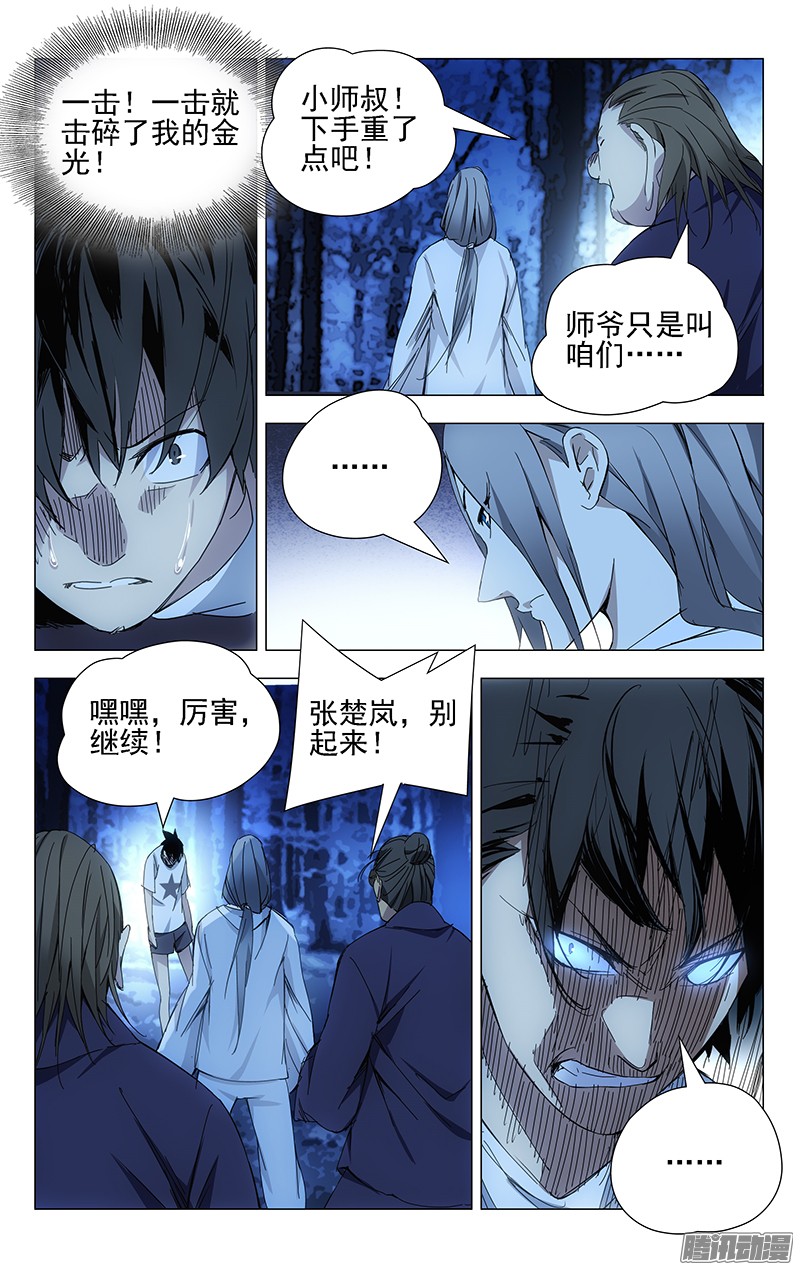 一击！一击就
击碎了我的金
光！
小师叔！
下手重了
点吧！
师爷只是叫
咱们……
……
嘿嘿，厉害，
继续！
张楚岚，别
起来！
……
腾讯动漫